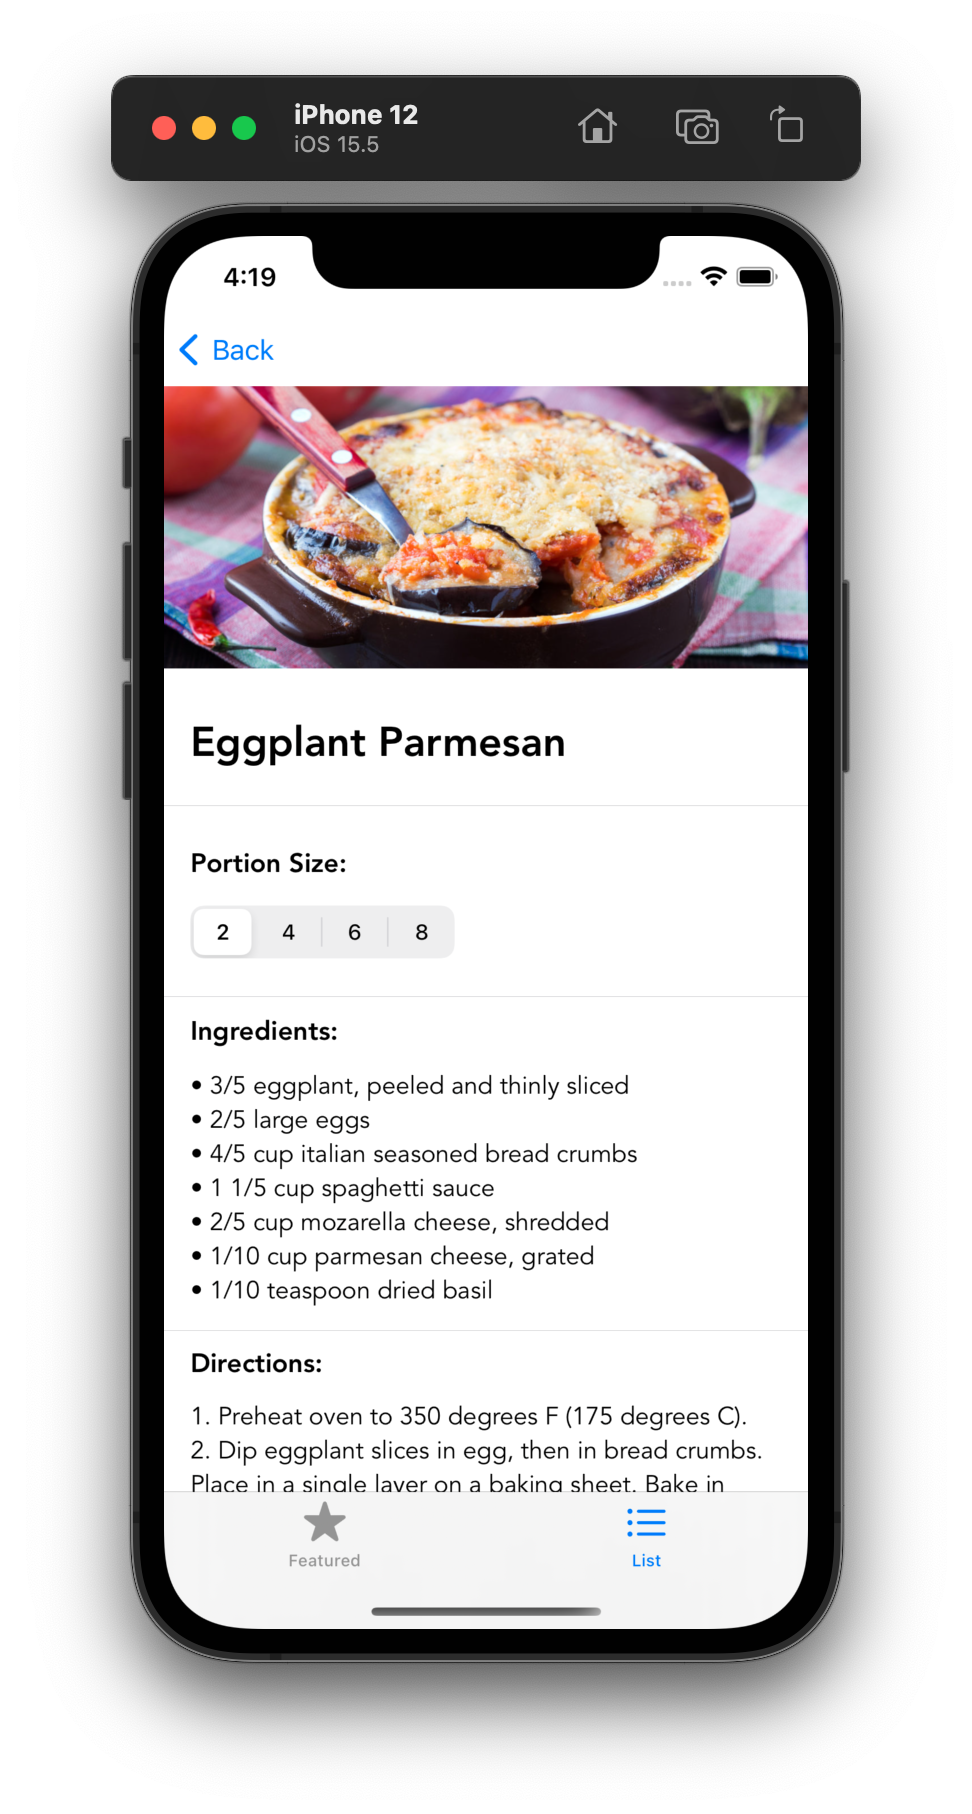 iPhone 12
iOS 15.5
4:19
Back
Eggplant Parmesan
Portion Size:
2 4 6 8
Ingredients:
• 3/5 eggplant, peeled and thinly sliced
• 2/5 large eggs
• 4/5 cup italian seasoned bread crumbs
• 1 1/5 cup spaghetti sauce
• 2/5 cup mozarella cheese, shredded
• 1/10 cup parmesan cheese, grated
• 1/10 teaspoon dried basil
Directions:
1. Preheat oven to 350 degrees F (175 degrees C).
2. Dip eggplant slices in egg, then in bread crumbs.
Place in a single layer on a baking sheet. Bake in
Featured List